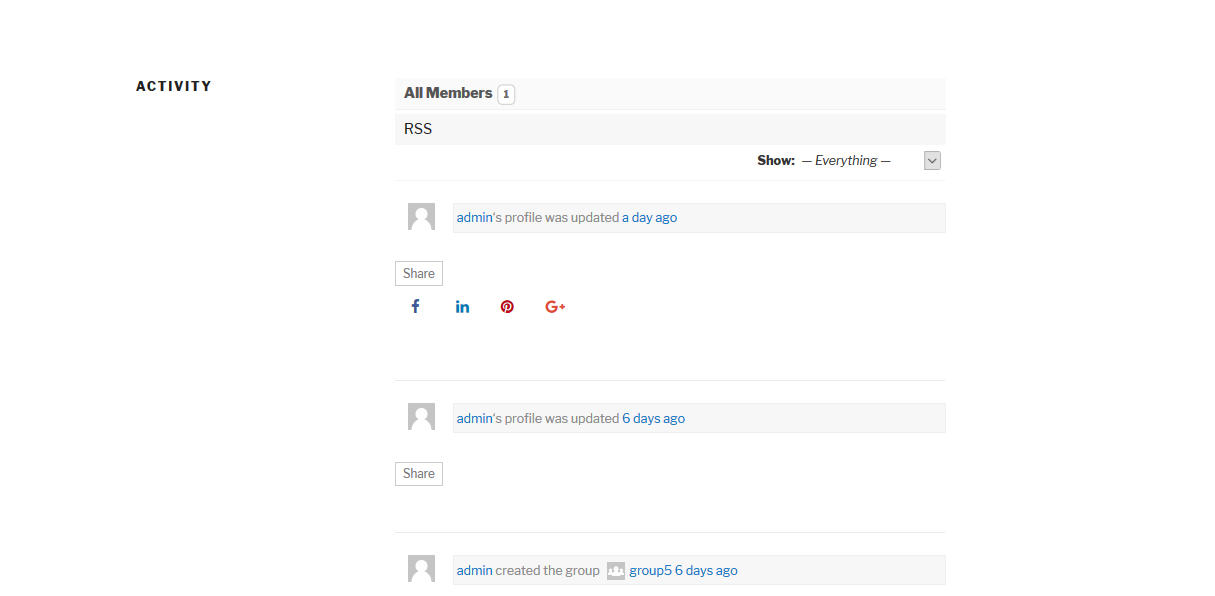 ACTIVITY
All Members 1
RSS
Show: — Everything —
admin's profile was updated a day ago
Share
f in G+
admin's profile was updated 6 days ago
Share
admin created the group group5 6 days ago